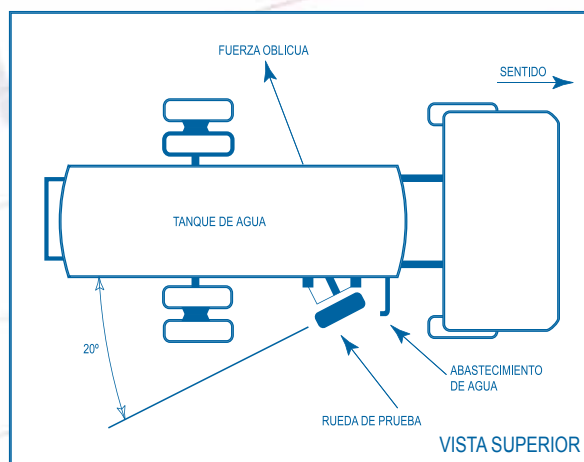 FUERZA OBLICUA
SENTIDO
TANQUE DE AGUA
20º
ABASTECIMIENTO
DE AGUA
RUEDA DE PRUEBA
VISTA SUPERIOR